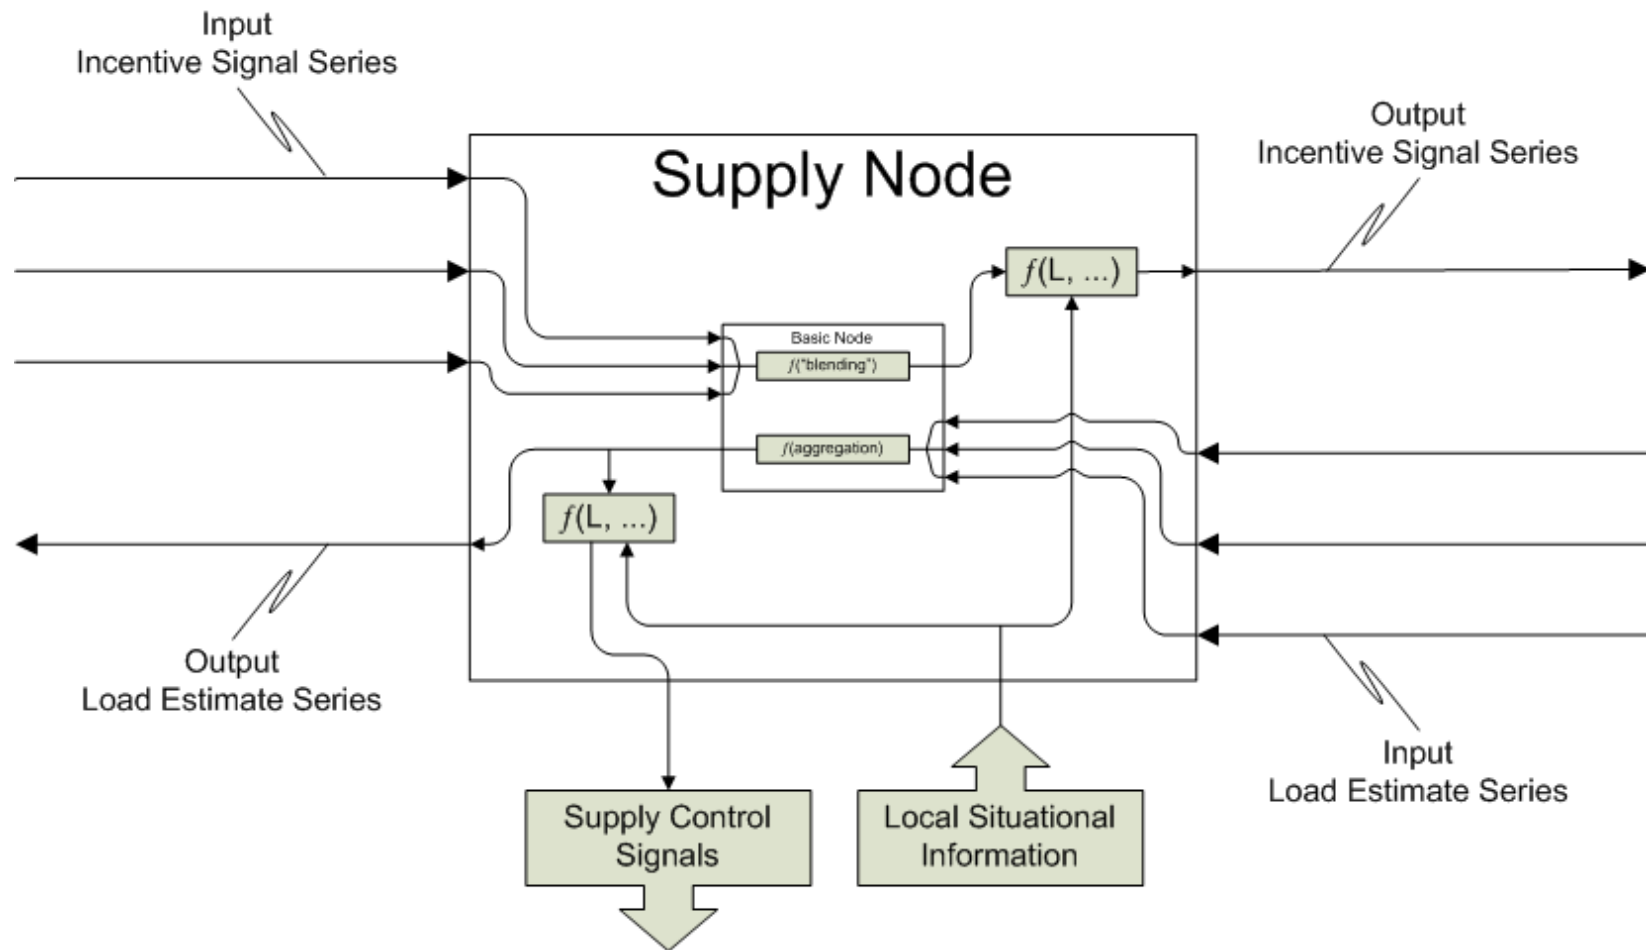 Input
Incentive Signal Series
Output
Incentive Signal Series
Supply Node
f(L, ...)
Basic Node
f("blending")
f(aggregation)
f(L, ...)
Output
Load Estimate Series
Input
Load Estimate Series
Supply Control
Signals
Local Situational
Information